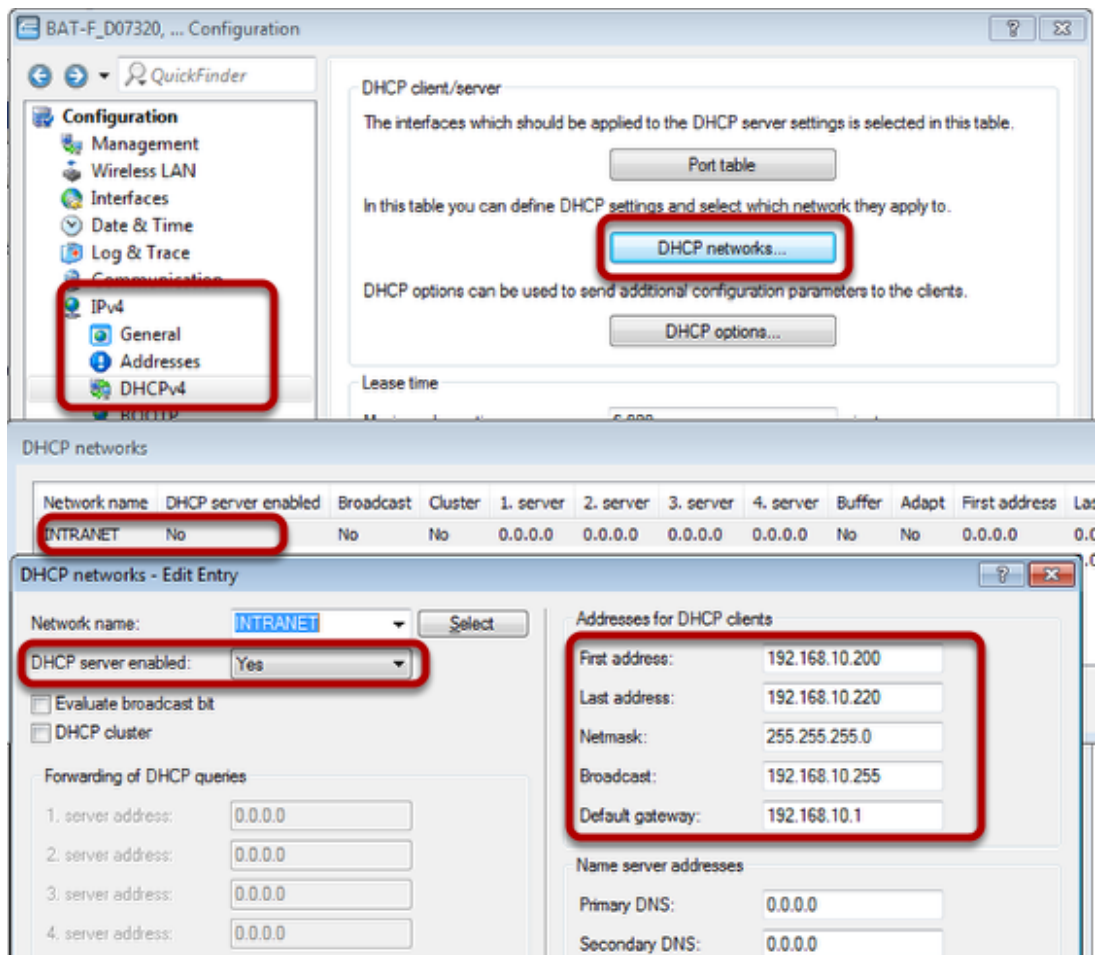 BAT-F_D07320, ... Configuration
QuickFinder
Configuration
Management
Wireless LAN
Interfaces
Date & Time
Log & Trace
Communication
IPv4
General
Addresses
DHCPv4
BOOTP
DHCP client/server
The interfaces which should be applied to the DHCP server settings is selected in this table.
Port table
In this table you can define DHCP settings and select which network they apply to.
DHCP networks...
DHCP options can be used to send additional configuration parameters to the clients.
DHCP options...
Lease time
DHCP networks
Network name DHCP server enabled Broadcast Cluster 1. server 2. server 3. server 4. server Buffer Adapt First address Las
INTRANET No No No 0.0.0.0 0.0.0.0 0.0.0.0 0.0.0.0 No No 0.0.0.0 0.0
DHCP networks - Edit Entry
Network name: INTRANET Select
DHCP server enabled: Yes
Evaluate broadcast bit
DHCP cluster
Forwarding of DHCP queries
1. server address: 0.0.0.0
2. server address: 0.0.0.0
3. server address: 0.0.0.0
4. server address: 0.0.0.0
Addresses for DHCP clients
First address: 192.168.10.200
Last address: 192.168.10.220
Netmask: 255.255.255.0
Broadcast: 192.168.10.255
Default gateway: 192.168.10.1
Name server addresses
Primary DNS: 0.0.0.0
Secondary DNS: 0.0.0.0